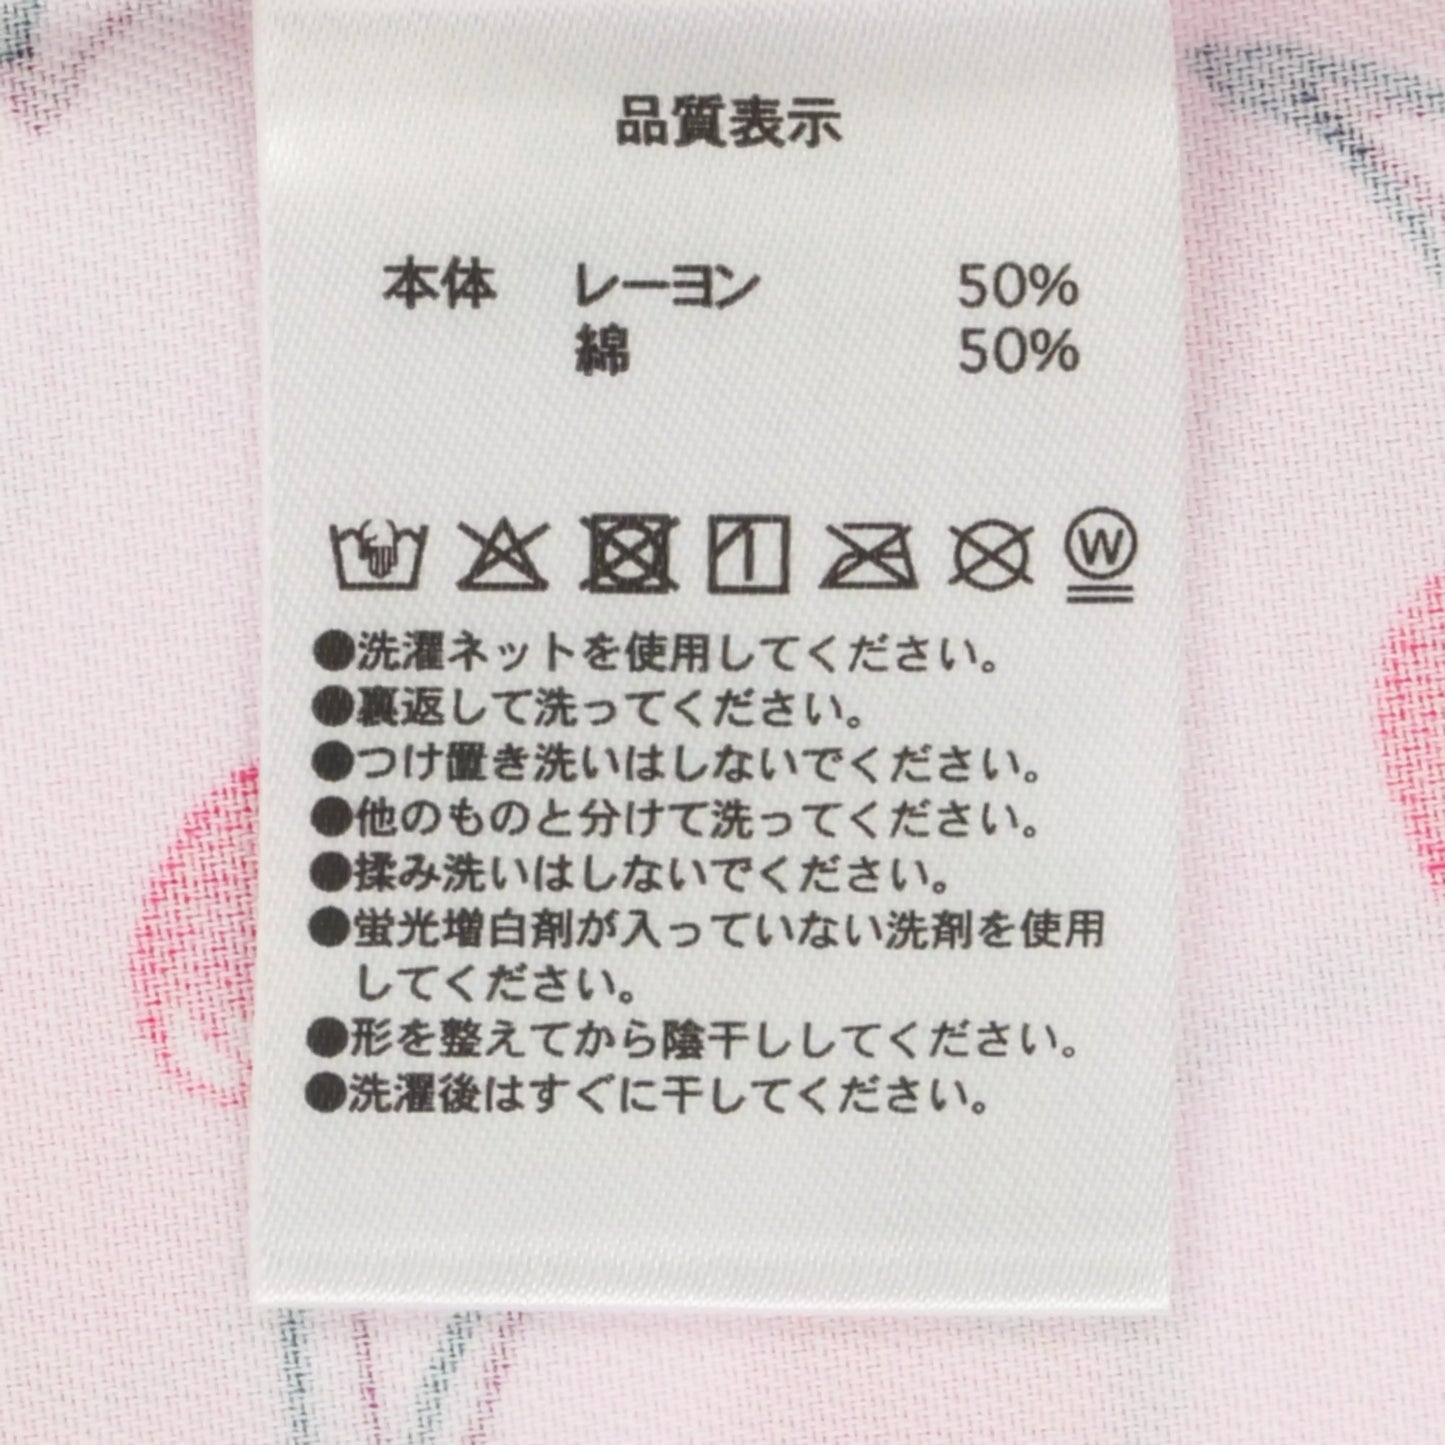 品質表示
本体 レーヨン 50%
綿 50%
W
●洗濯ネットを使用してください。
●裏返して洗ってください。
●つけ置き洗いはしないでください。
●他のものと分けて洗ってください。
●揉み洗いはしないでください。
●蛍光増白剤が入っていない洗剤を使用
してください。
●形を整えてから陰干ししてください。
●洗濯後はすぐに干してください。